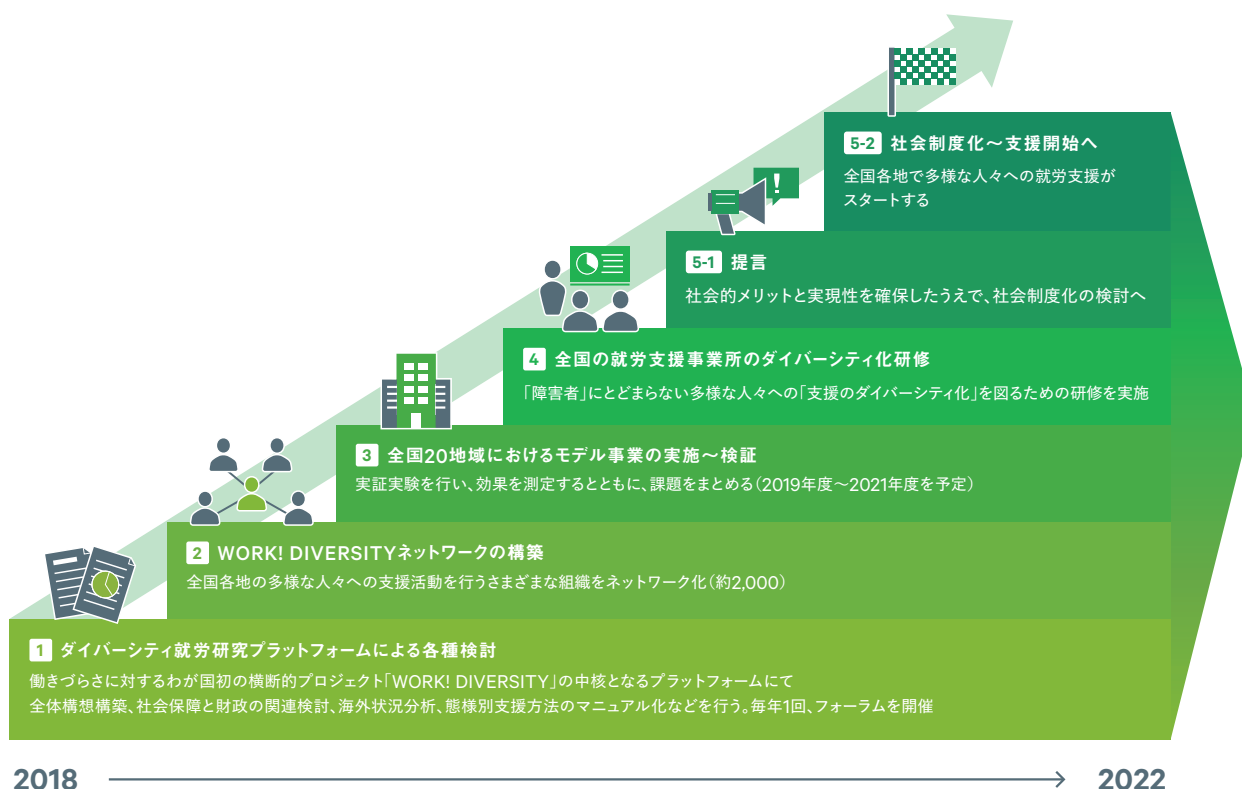 5-2 社会制度化〜支援開始へ
全国各地で多様な人々への就労支援が
スタートする
!
5-1 提言
社会的メリットと実現性を確保したうえで、社会制度化の検討へ
4 全国の就労支援事業所のダイバーシティ化研修
「障害者」にとどまらない多様な人々への「支援のダイバーシティ化」を図るための研修を実施
3 全国20地域におけるモデル事業の実施〜検証
実証実験を行い、効果を測定するとともに、課題をまとめる(2019年度〜2021年度を予定)
2 WORK! DIVERSITYネットワークの構築
全国各地の多様な人々への支援活動を行うさまざまな組織をネットワーク化(約2,000)
1 ダイバーシティ就労研究プラットフォームによる各種検討
働きづらさに対するわが国初の横断的プロジェクト「WORK! DIVERSITY」の中核となるプラットフォームにて
全体構想構築、社会保障と財政の関連検討、海外状況分析、態様別支援方法のマニュアル化などを行う。毎年1回、フォーラムを開催
2018
2022